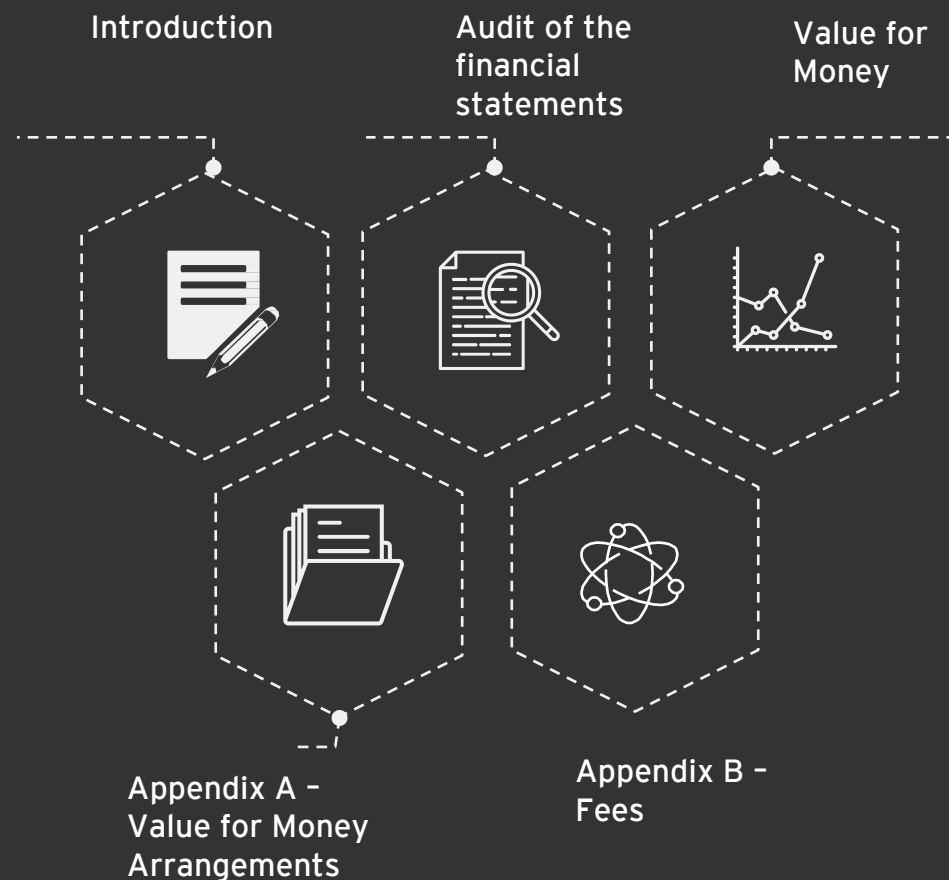 Introduction
Audit of the
financial
statements
Value for
Money
Appendix A –
Value for Money
Arrangements
Appendix B –
Fees